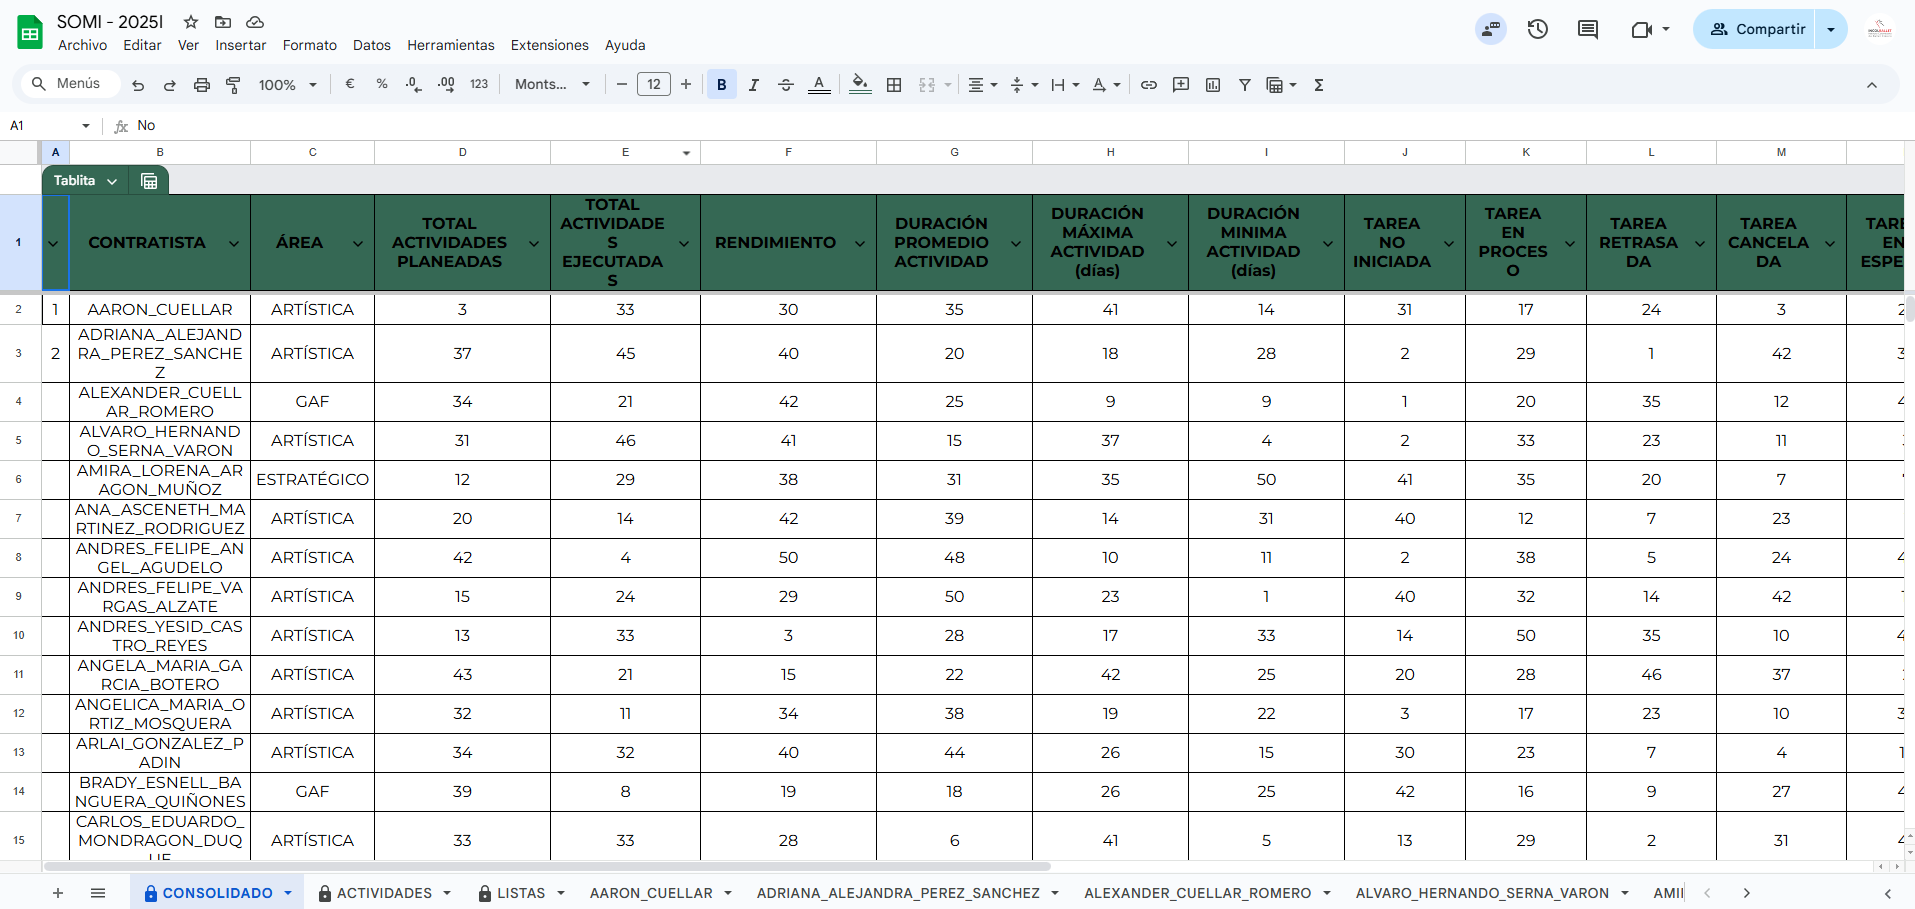 SOMI - 2025I
Archivo Editar Ver Insertar Formato Datos Herramientas Extensiones Ayuda
Compartir
Menús 100% € % .0 .00 123 Monts... 12 B I A A Σ
A1 fx No
A B C D E F G H I J K L M
Tablita
1 CONTRATISTA ÁREA TOTAL ACTIVIDADES PLANEADAS TOTAL ACTIVIDADES EJECUTADAS RENDIMIENTO DURACIÓN PROMEDIO ACTIVIDAD DURACIÓN MÁXIMA ACTIVIDAD (días) DURACIÓN MINIMA ACTIVIDAD (días) TAREA NO INICIADA TAREA EN PROCESO TAREA RETRASADA TAREA CANCELADA EN
2 1 AARON_CUELLAR ARTÍSTICA 3 33 30 35 41 14 31 17 24 3
3 2 ADRIANA_ALEJANDRA_PEREZ_SANCHEZ ARTÍSTICA 37 45 40 20 18 28 2 29 1 42
4 ALEXANDER_CUELLAR_ROMERO GAF 34 21 42 25 9 9 1 20 35 12
5 ALVARO_HERNANDO_SERNA_VARON ARTÍSTICA 31 46 41 15 37 4 2 33 23 11
6 AMIRA_LORENA_ARAGON_MUÑOZ ESTRATÉGICO 12 29 38 31 35 50 41 35 20 7
7 ANA_ASCENETH_MARTINEZ_RODRIGUEZ ARTÍSTICA 20 14 42 39 14 31 40 12 7 23
8 ANDRES_FELIPE_ANGEL_AGUDELO ARTÍSTICA 42 4 50 48 10 11 2 38 5 24
9 ANDRES_FELIPE_VARGAS_ALZATE ARTÍSTICA 15 24 29 50 23 1 40 32 14 42
10 ANDRES_YESID_CASTRO_REYES ARTÍSTICA 13 33 3 28 17 33 14 50 35 10
11 ANGELA_MARIA_GARCIA_BOTERO ARTÍSTICA 43 21 15 22 42 25 20 28 46 37
12 ANGELICA_MARIA_ORTIZ_MOSQUERA ARTÍSTICA 32 11 34 38 19 22 3 17 23 10
13 ARLAI_GONZALEZ_PADIN ARTÍSTICA 34 32 40 44 26 15 30 23 7 4
14 BRADY_ESNELL_BANGUERA_QUIÑONES GAF 39 8 19 18 26 25 42 16 9 27
15 CARLOS_EDUARDO_MONDRAGON_DUQUE ARTÍSTICA 33 33 28 6 41 5 13 29 2 31
CONSOLIDADO ACTIVIDADES LISTAS AARON_CUELLAR ADRIANA_ALEJANDRA_PEREZ_SANCHEZ ALEXANDER_CUELLAR_ROMERO ALVARO_HERNANDO_SERNA_VARON